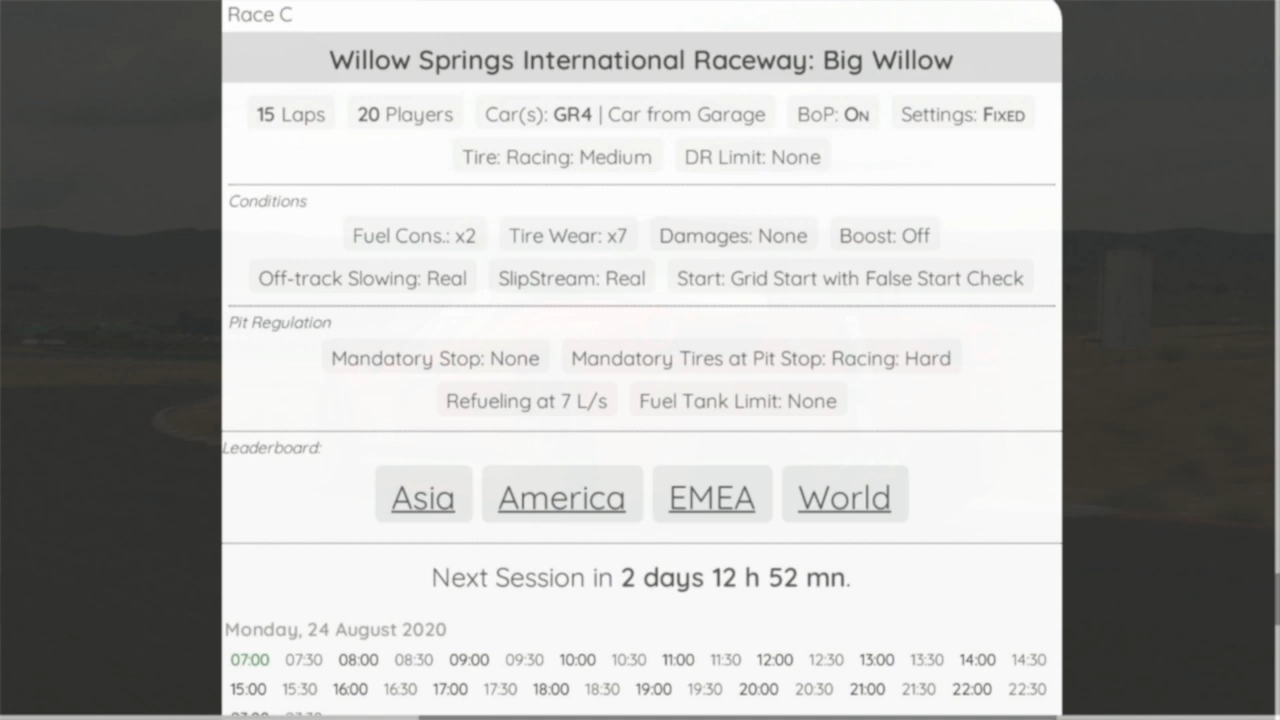 Race C
Willow Springs International Raceway: Big Willow
15 Laps 20 Players Car(s): GR4 | Car from Garage BoP: ON Settings: FIXED
Tire: Racing: Medium DR Limit: None
Conditions
Fuel Cons.: x2 Tire Wear: x7 Damages: None Boost: Off
Off-track Slowing: Real SlipStream: Real Start: Grid Start with False Start Check
Pit Regulation
Mandatory Stop: None Mandatory Tires at Pit Stop: Racing: Hard
Refueling at 7 L/s Fuel Tank Limit: None
Leaderboard:
Asia America EMEA World
Next Session in 2 days 12 h 52 mn.
Monday, 24 August 2020
07:00 07:30 08:00 08:30 09:00 09:30 10:00 10:30 11:00 11:30 12:00 12:30 13:00 13:30 14:00 14:30
15:00 15:30 16:00 16:30 17:00 17:30 18:00 18:30 19:00 19:30 20:00 20:30 21:00 21:30 22:00 22:30